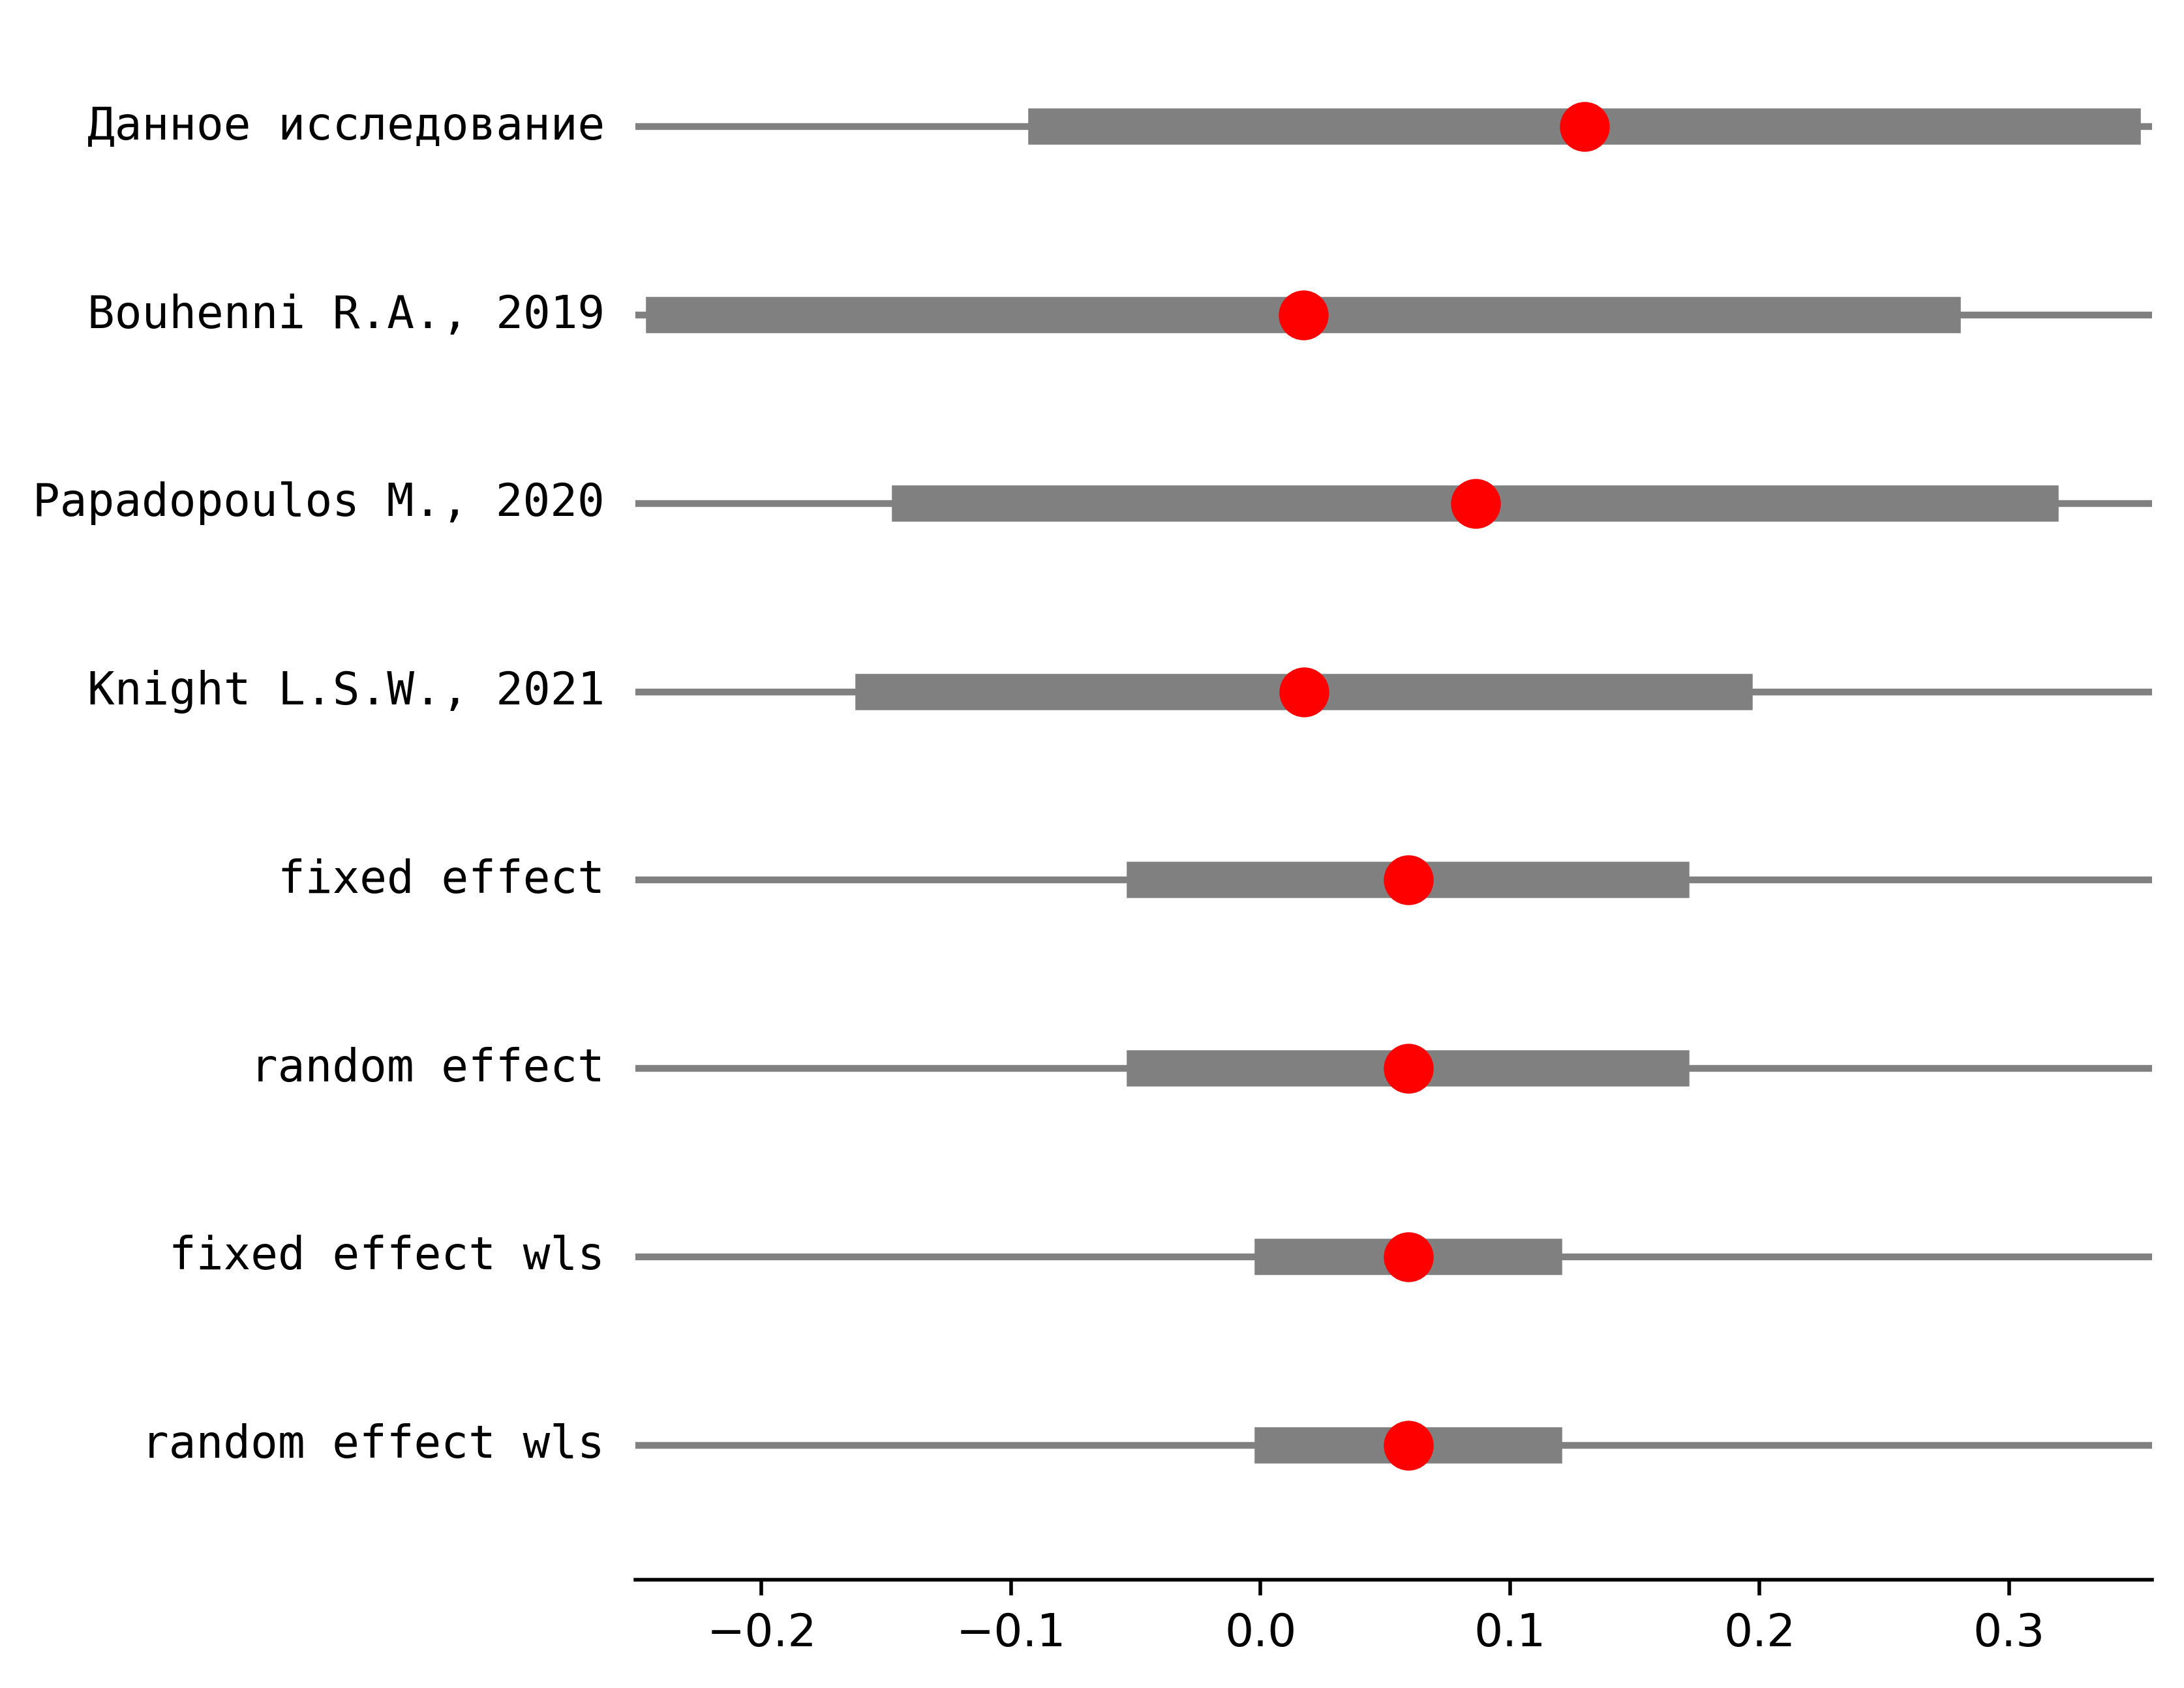 Данное исследование
Bouhenni R.A., 2019
Papadopoulos M., 2020
Knight L.S.W., 2021
fixed effect
random effect
fixed effect wls
random effect wls
−0.2 −0.1 0.0 0.1 0.2 0.3